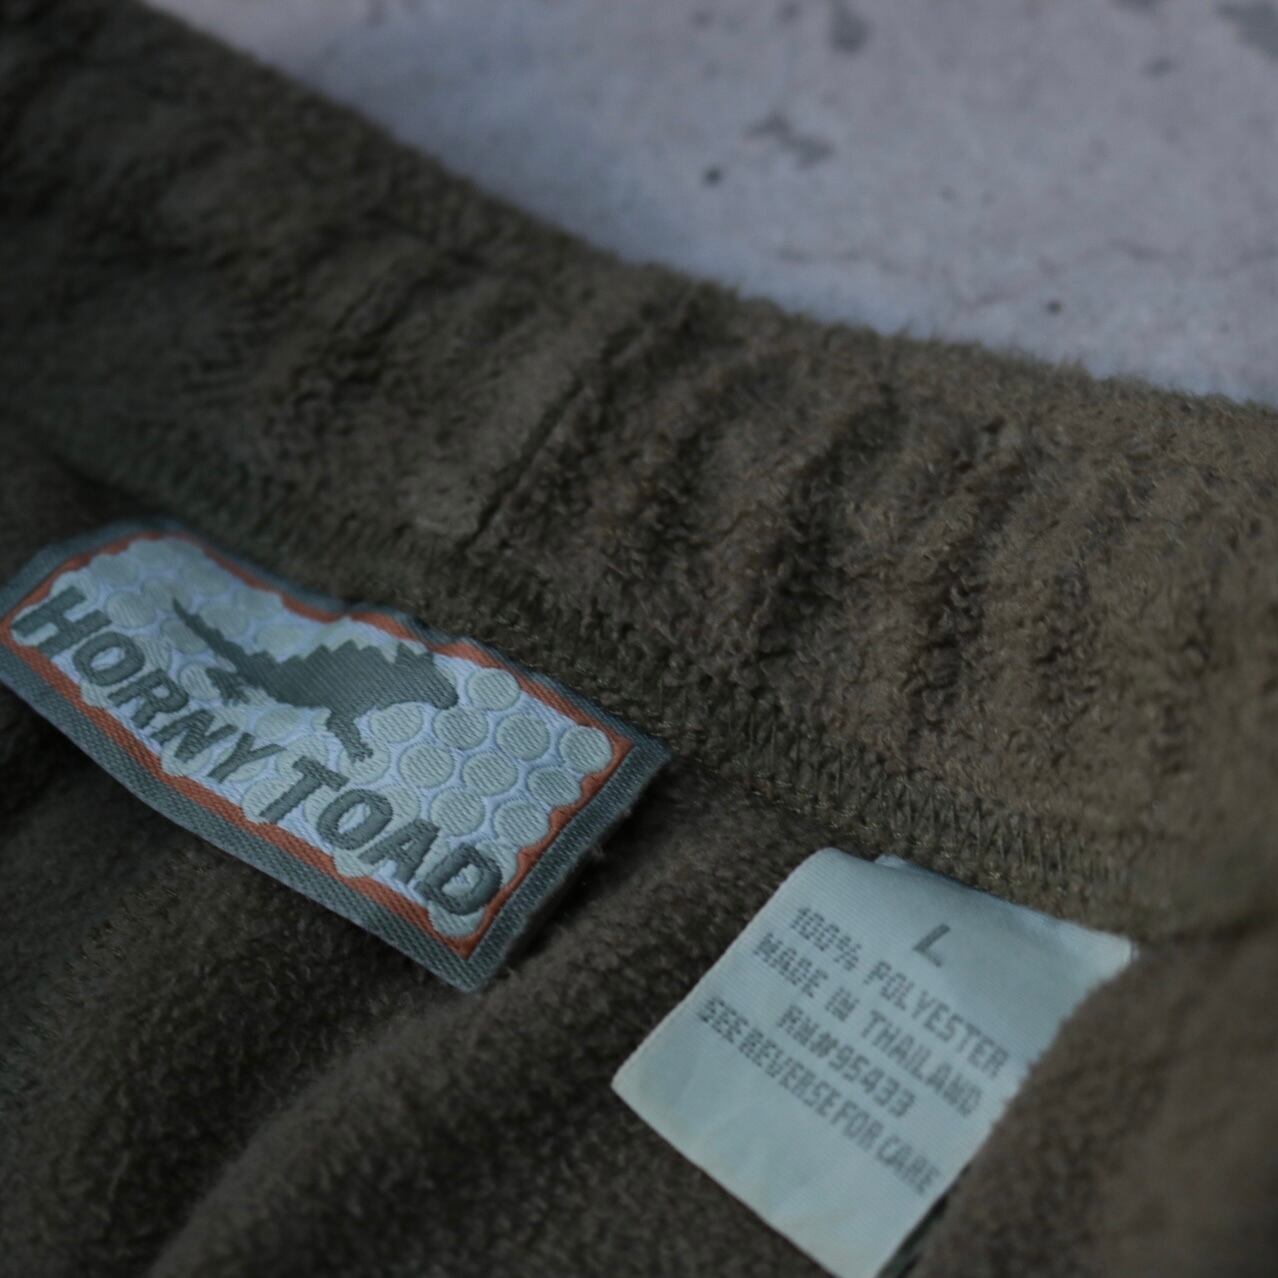 HORNY TOAD
L
100% POLYESTER
MADE IN THAILAND
RN#95433
SEE REVERSE FOR CARE